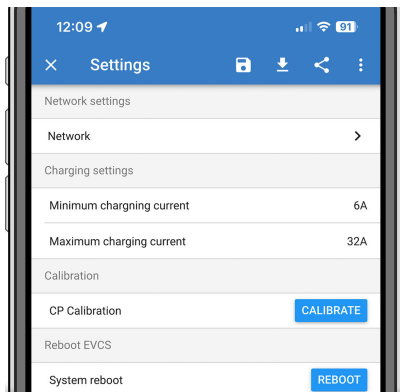 12:09
91
Settings
Network settings
Network
Charging settings
Minimum chargning current 6A
Maximum charging current 32A
Calibration
CP Calibration CALIBRATE
Reboot EVCS
System reboot REBOOT